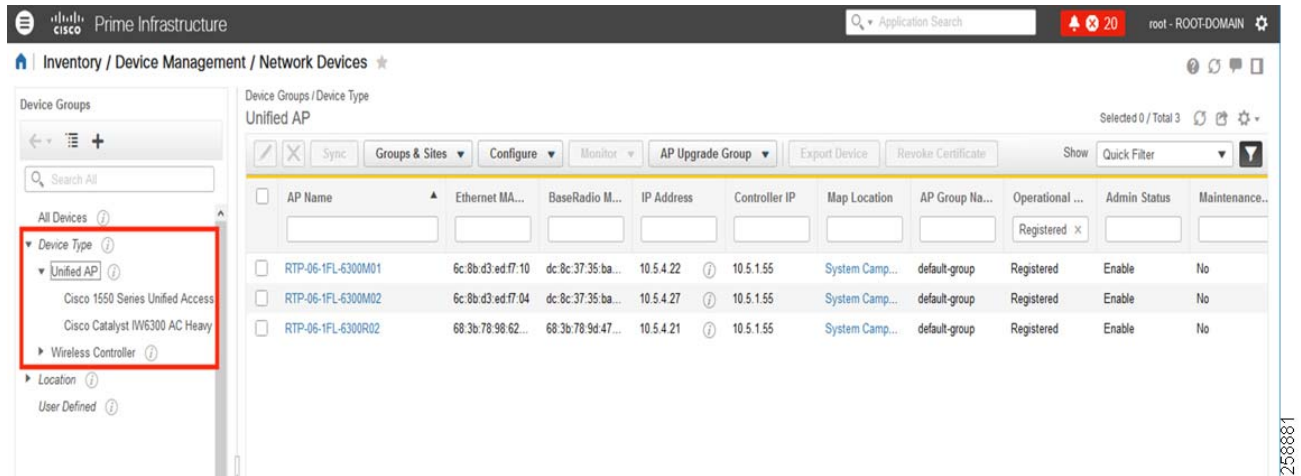 cisco Prime Infrastructure
Application Search
20
root - ROOT-DOMAIN
Inventory / Device Management / Network Devices
Device Groups
Search All
All Devices
Device Type
Unified AP
Cisco 1550 Series Unified Access
Cisco Catalyst IW6300 AC Heavy
Wireless Controller
Location
User Defined
Device Groups / Device Type
Unified AP
Selected 0 / Total 3
Sync Groups & Sites Configure Monitor AP Upgrade Group Export Device Revoke Certificate Show Quick Filter
AP Name Ethernet MA... BaseRadio M... IP Address Controller IP Map Location AP Group Na... Operational ... Admin Status Maintenance...
Registered ×
RTP-06-1FL-6300M01 6c:8b:d3:ed:f7:10 dc:8c:37:35:ba... 10.5.4.22 10.5.1.55 System Camp... default-group Registered Enable No
RTP-06-1FL-6300M02 6c:8b:d3:ed:f7:04 dc:8c:37:35:ba... 10.5.4.27 10.5.1.55 System Camp... default-group Registered Enable No
RTP-06-1FL-6300R02 68:3b:78:98:62... 68:3b:78:9d:47... 10.5.4.21 10.5.1.55 System Camp... default-group Registered Enable No
258881